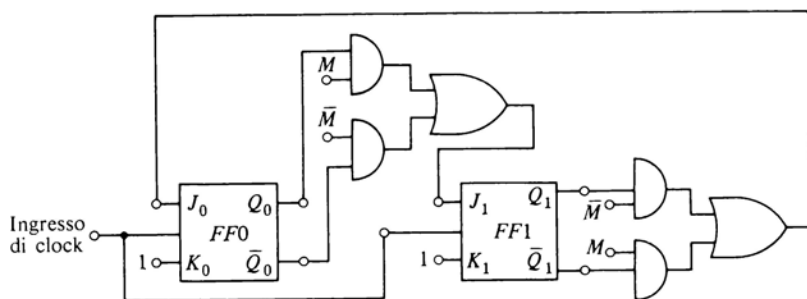 M
M̄
J₀ Q₀
FF0
1 K₀ Q̄₀
Ingresso
di clock
J₁ Q₁
FF1
1 K₁ Q̄₁
M̄
M